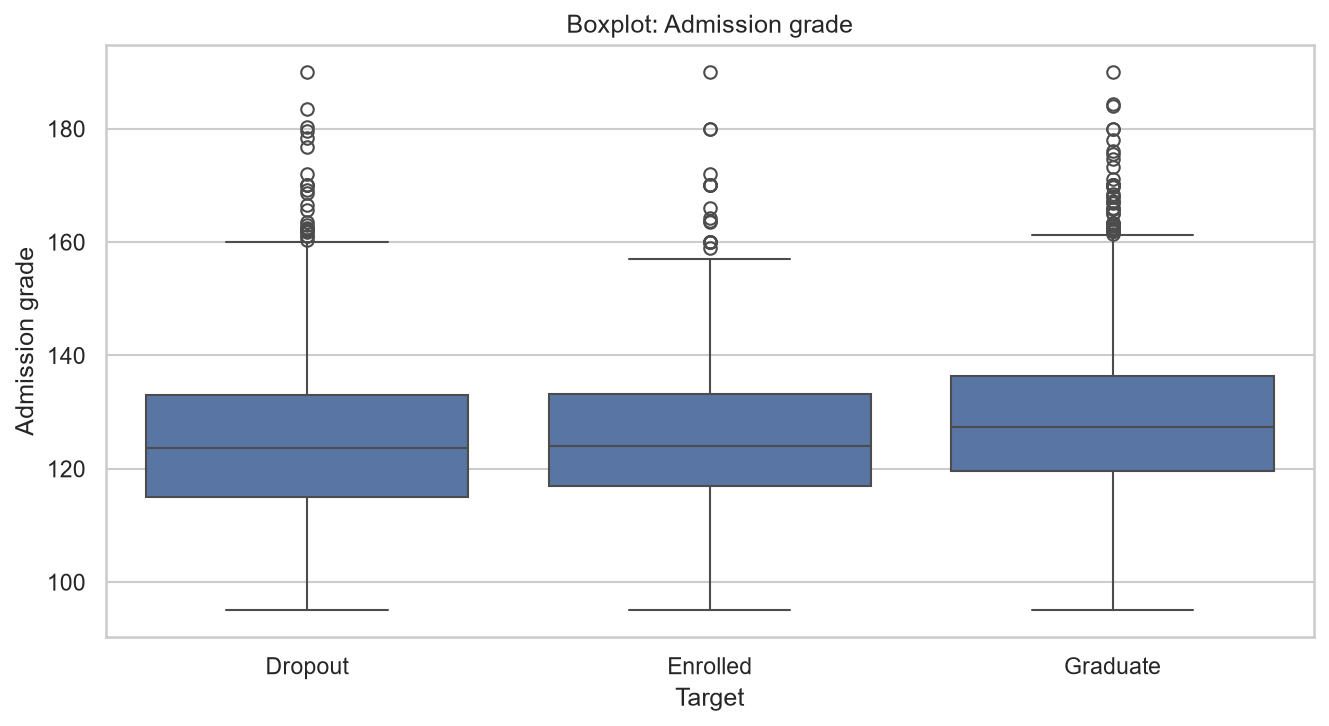 Boxplot: Admission grade
Admission grade
180
160
140
120
100
Dropout
Enrolled
Graduate
Target